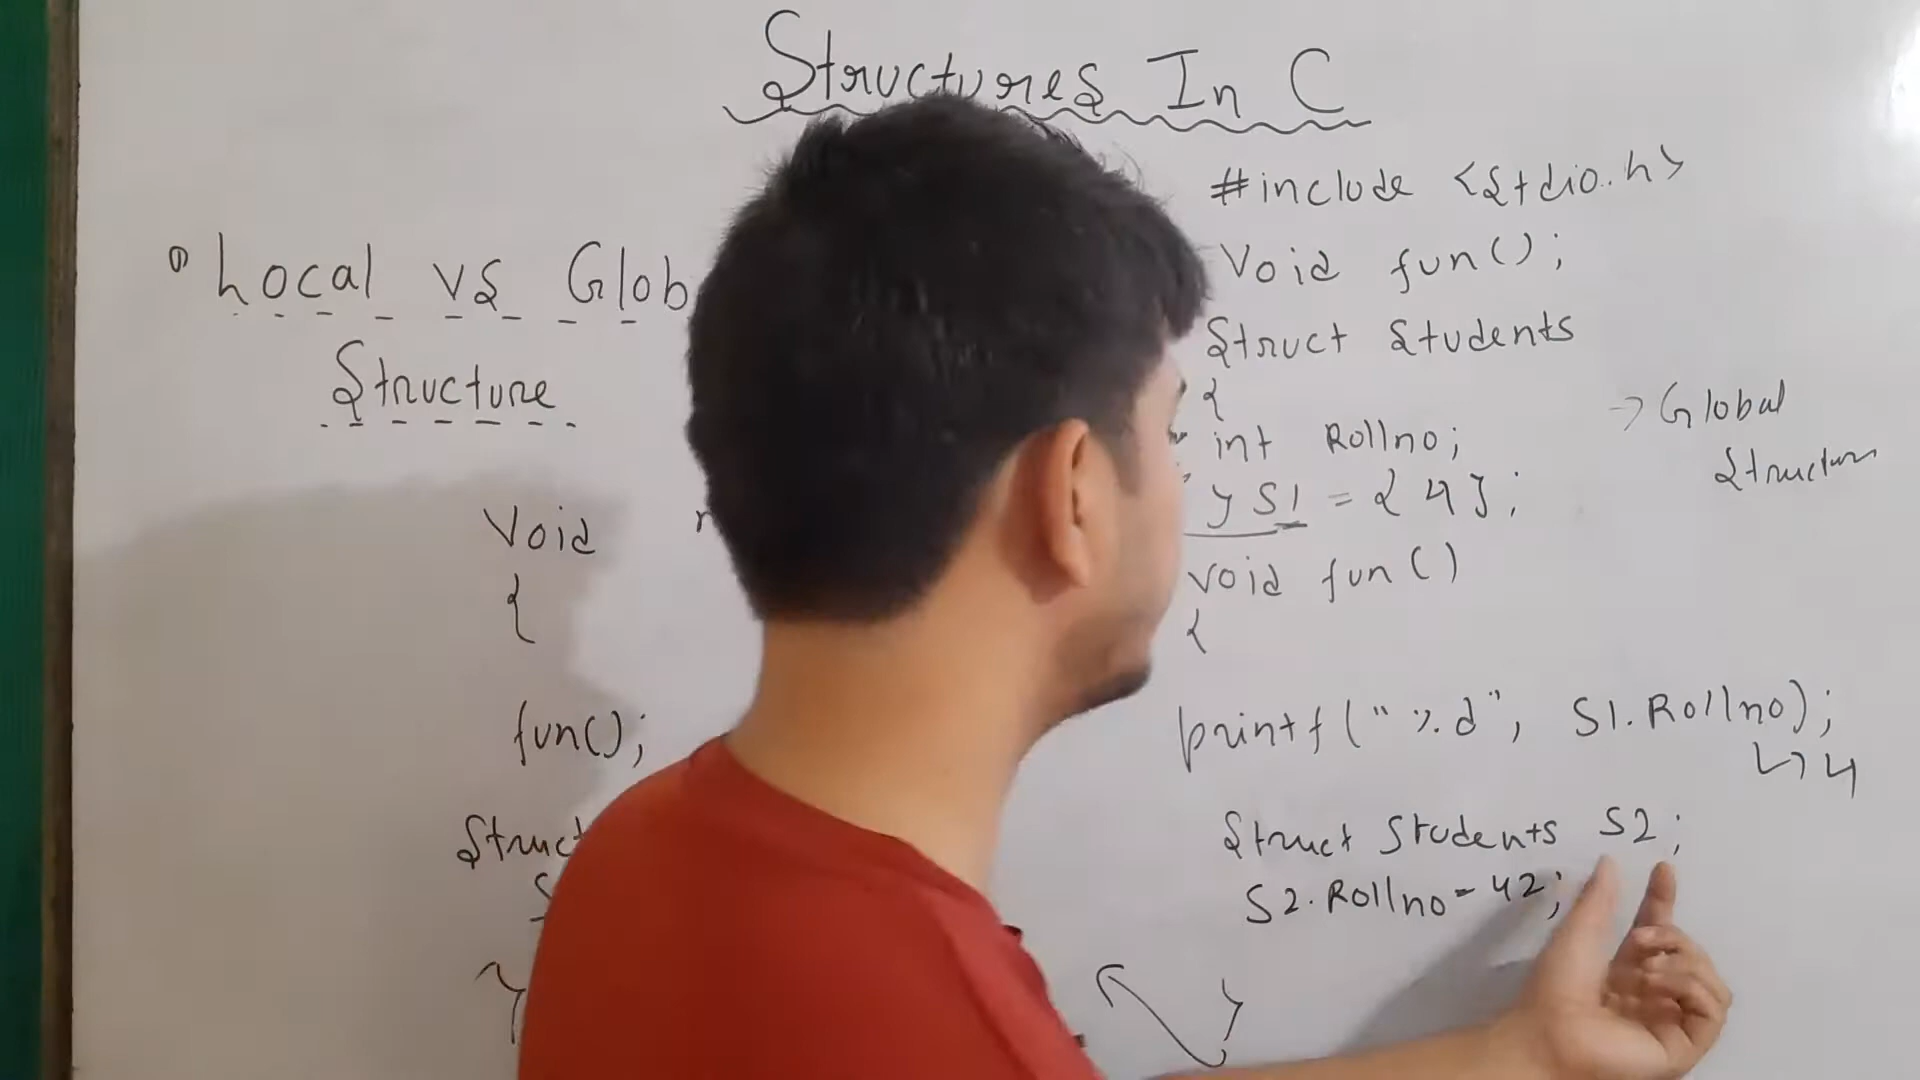 Structures In C
Local vs Glob
Structure
Void
{
fun();
Struct
S
}
#include <stdio.h>
Void fun();
Struct Students
{
int Rollno;
} S1 = { 4 };
→ Global
Structure
void fun()
{
printf("%d", S1.Rollno);
↳ 4
Struct Students S2;
S2.Rollno = 42;
}